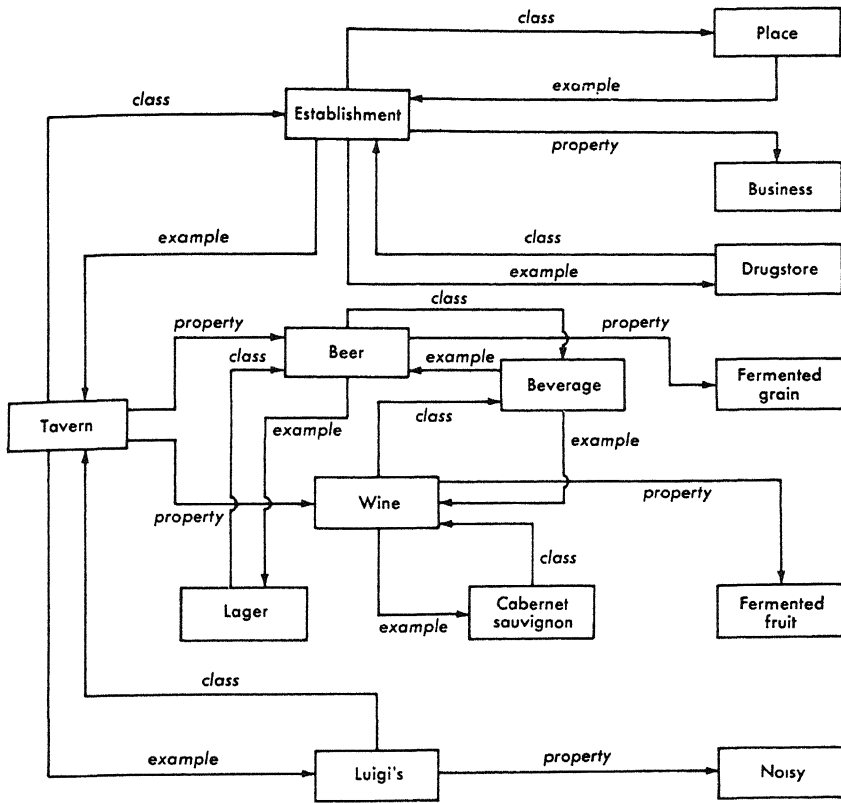 class
Place
example
class
Establishment
property
Business
example
class
example
Drugstore
class
property
Beer
property
class
example
Beverage
Fermented
grain
Tavern
example
class
example
Wine
property
property
class
Lager
example
Cabernet
sauvignon
Fermented
fruit
class
example
Luigi's
property
Noisy